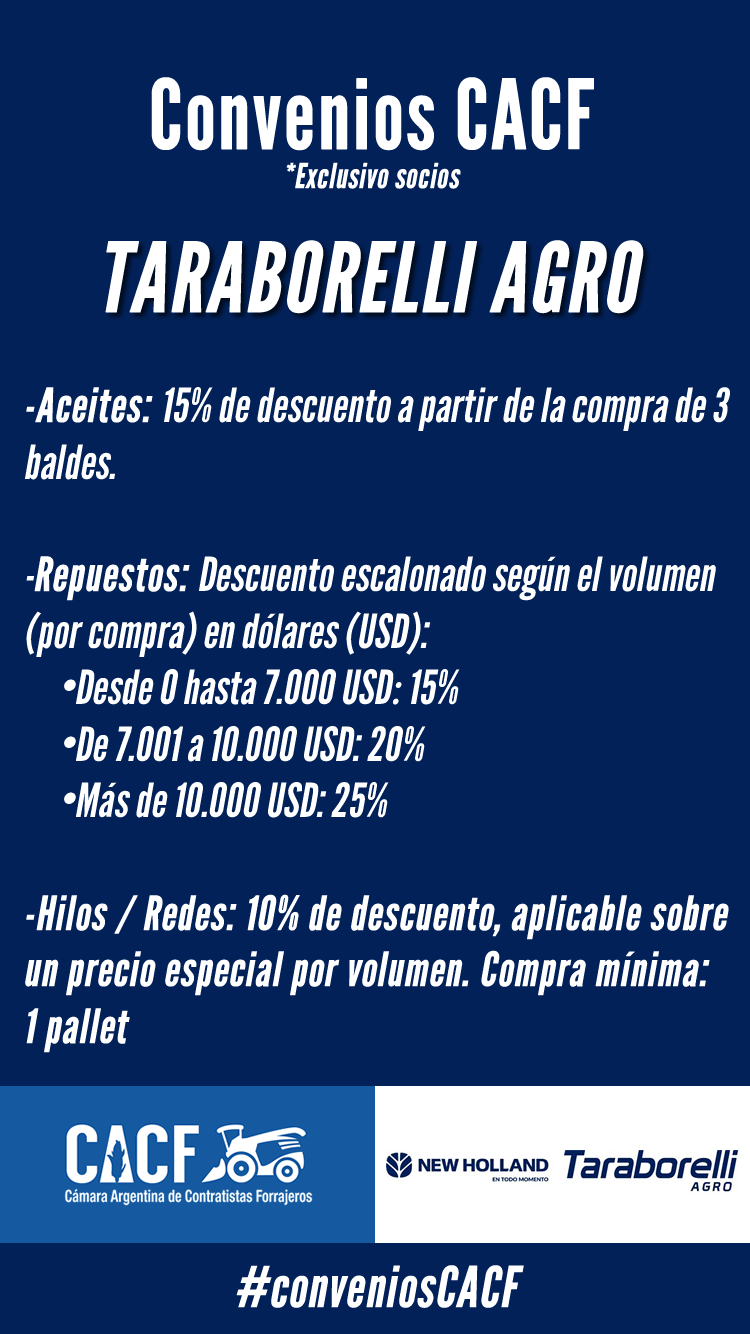 Convenios CACF
*Exclusivo socios
TARABORELLI AGRO
-Aceites: 15% de descuento a partir de la compra de 3
baldes.
-Repuestos: Descuento escalonado según el volumen
(por compra) en dólares (USD):
•Desde 0 hasta 7.000 USD: 15%
•De 7.001 a 10.000 USD: 20%
•Más de 10.000 USD: 25%
-Hilos / Redes: 10% de descuento, aplicable sobre
un precio especial por volumen. Compra mínima:
1 pallet
CACF
Cámara Argentina de Contratistas Forrajeros
NEW HOLLAND
EN TODO MOMENTO
Taraborelli
AGRO
#conveniosCACF